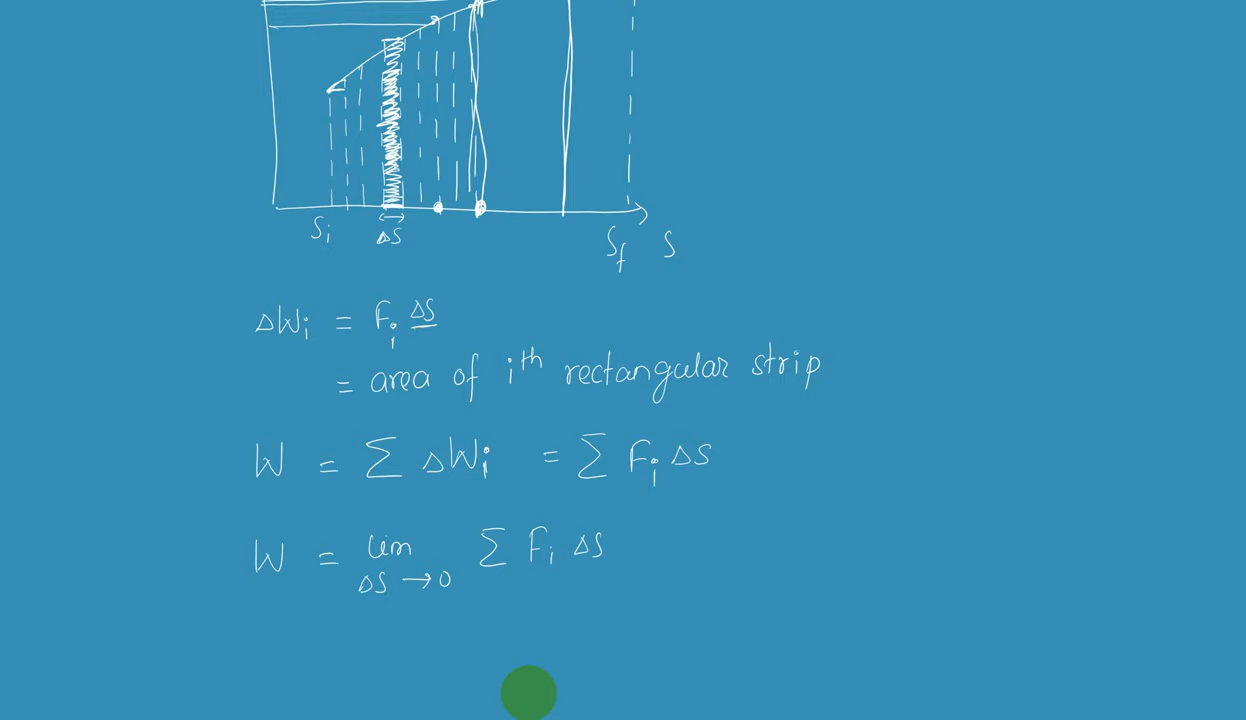 Si ΔS Sf S
ΔWi = Fi ΔS
= area of ith rectangular strip
W = ∑ ΔWi = ∑ Fi ΔS
W = lim ∑ Fi ΔS
ΔS → 0